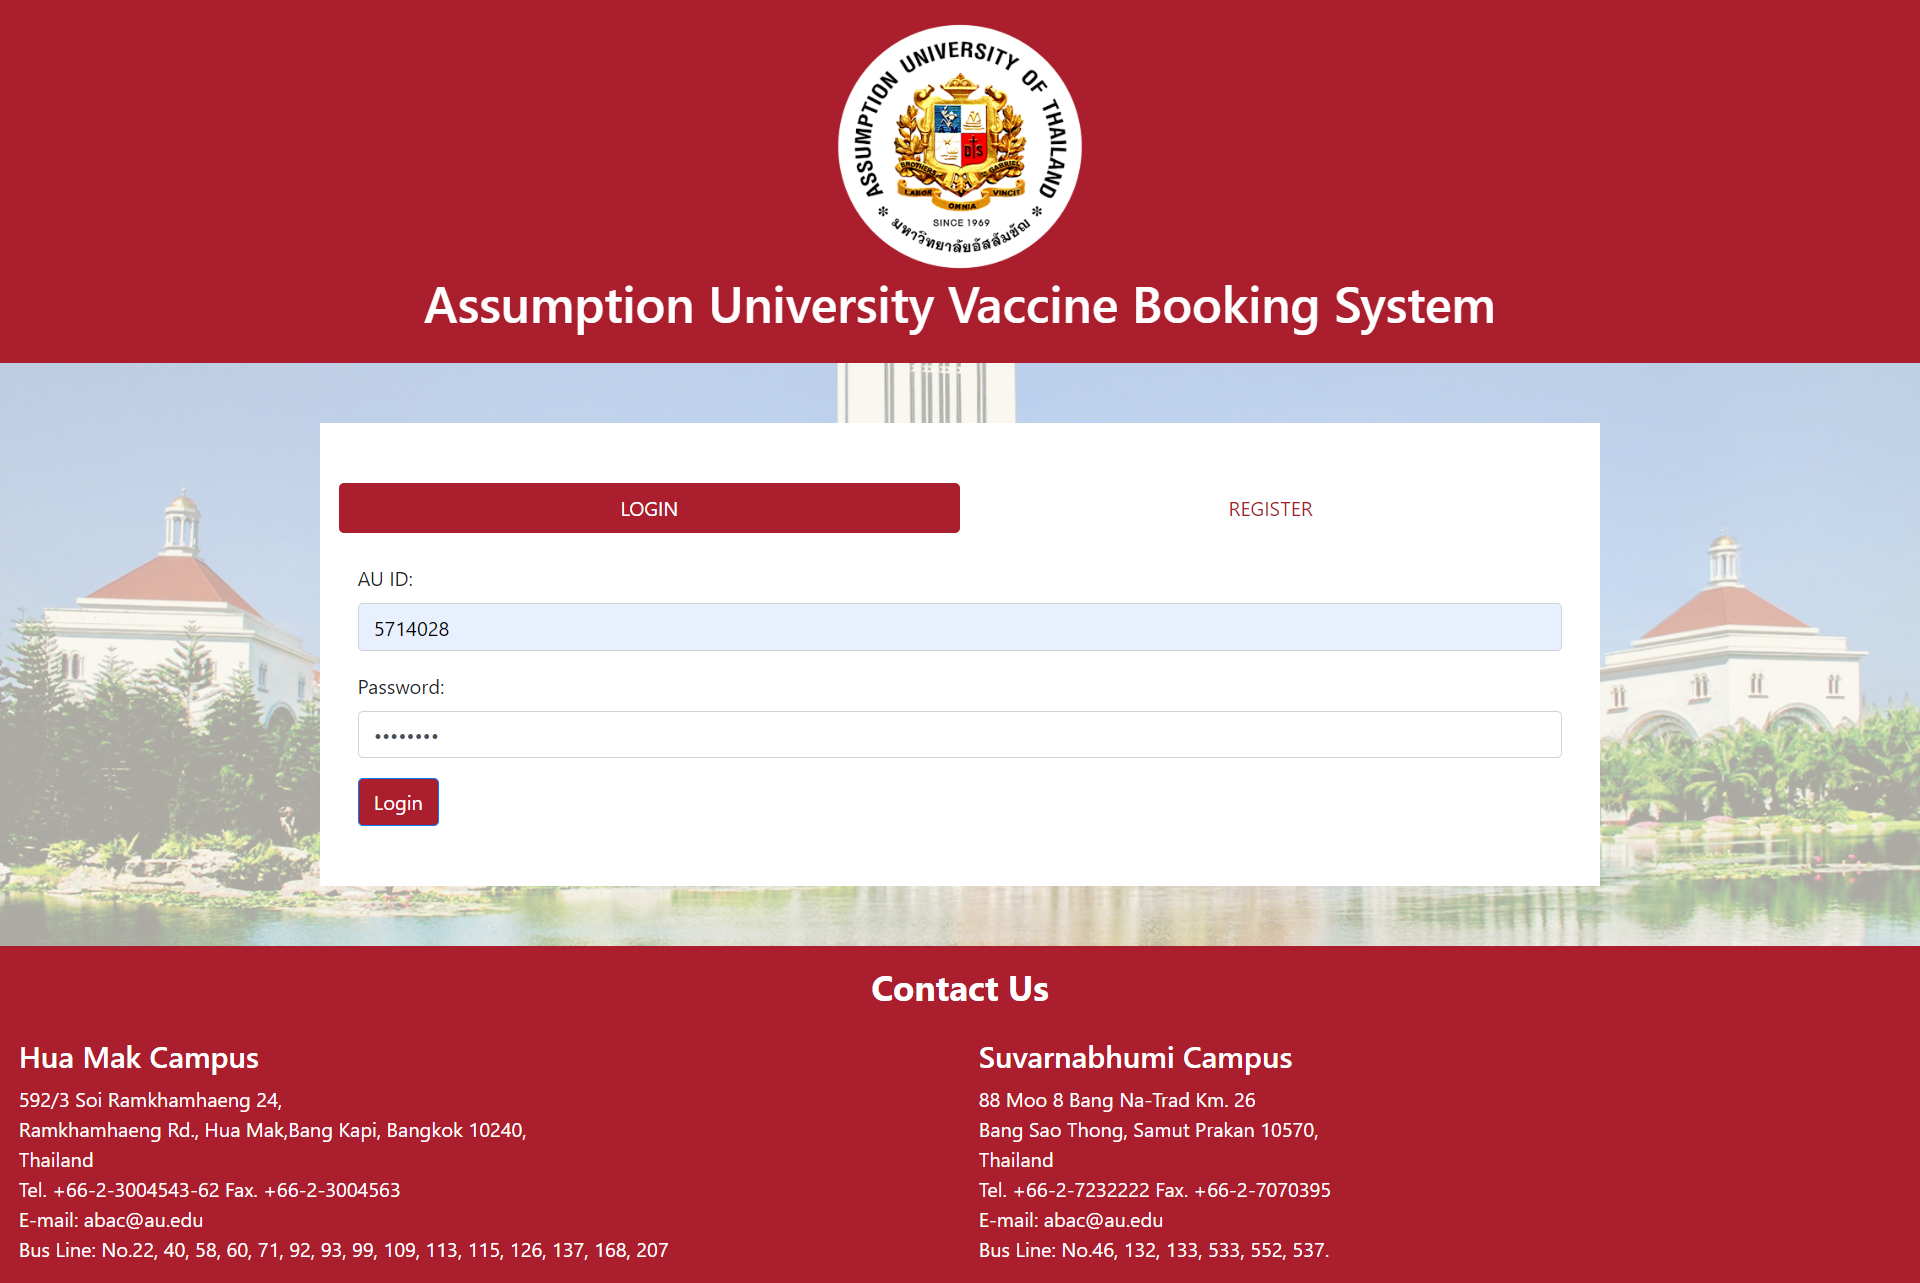 ASSUMPTION UNIVERSITY OF THAILAND
DS
BROTHERS GABRIEL
LABOR OMNIA VINCIT
SINCE 1969
มหาวิทยาลัยอัสสัมชัญ
Assumption University Vaccine Booking System
LOGIN
REGISTER
AU ID:
5714028
Password:
••••••••
Login
Contact Us
Hua Mak Campus
592/3 Soi Ramkhamhaeng 24,
Ramkhamhaeng Rd., Hua Mak,Bang Kapi, Bangkok 10240,
Thailand
Tel. +66-2-3004543-62 Fax. +66-2-3004563
E-mail: abac@au.edu
Bus Line: No.22, 40, 58, 60, 71, 92, 93, 99, 109, 113, 115, 126, 137, 168, 207
Suvarnabhumi Campus
88 Moo 8 Bang Na-Trad Km. 26
Bang Sao Thong, Samut Prakan 10570,
Thailand
Tel. +66-2-7232222 Fax. +66-2-7070395
E-mail: abac@au.edu
Bus Line: No.46, 132, 133, 533, 552, 537.